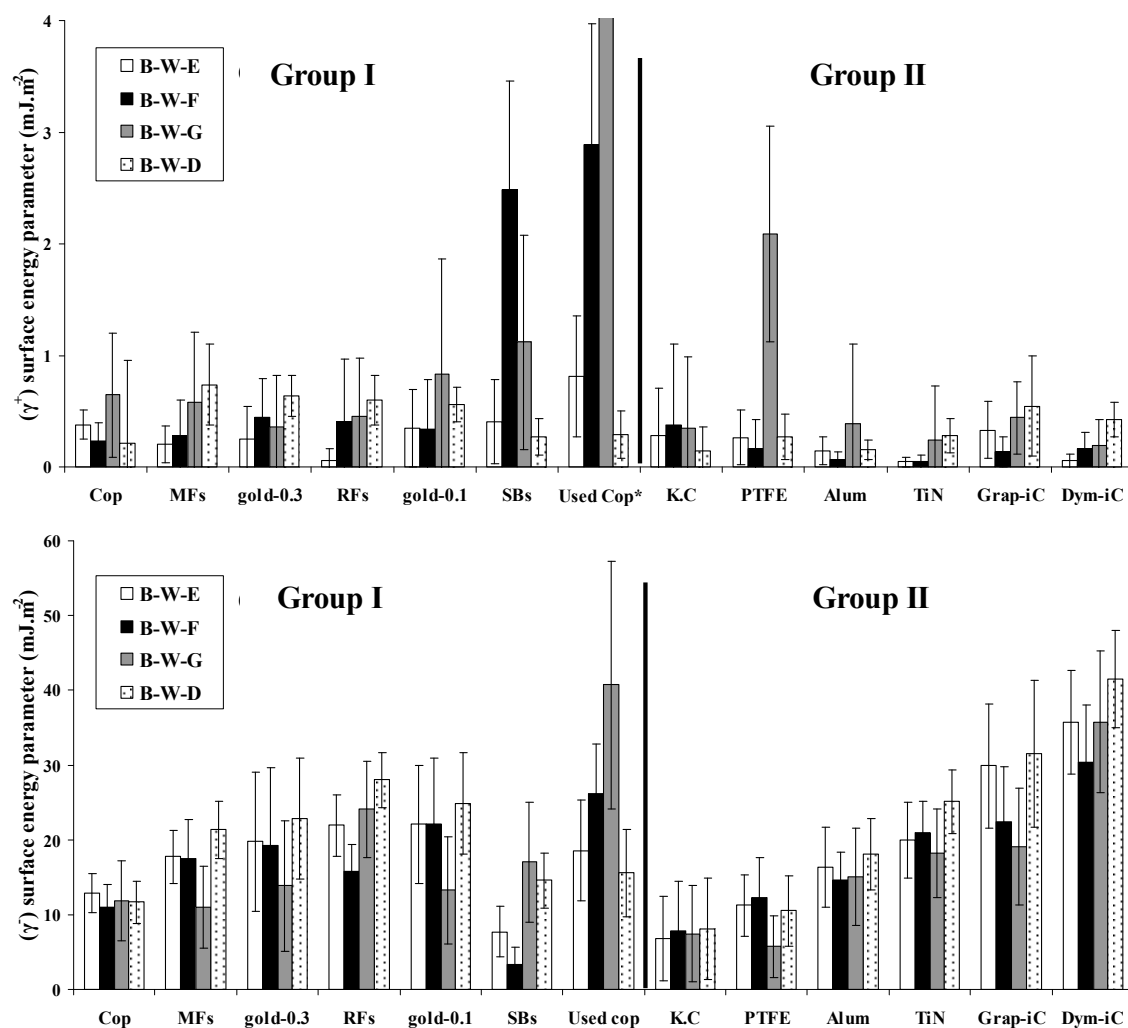 (γ⁺) surface energy parameter (mJ.m⁻²)
4
3
2
1
0
B-W-E
B-W-F
B-W-G
B-W-D
Group I
Group II
Cop MFs gold-0.3 RFs gold-0.1 SBs Used Cop* K.C PTFE Alum TiN Grap-iC Dym-iC
(γ⁻) surface energy parameter (mJ.m⁻²)
60
50
40
30
20
10
0
B-W-E
B-W-F
B-W-G
B-W-D
Group I
Group II
Cop MFs gold-0.3 RFs gold-0.1 SBs Used cop K.C PTFE Alum TiN Grap-iC Dym-iC